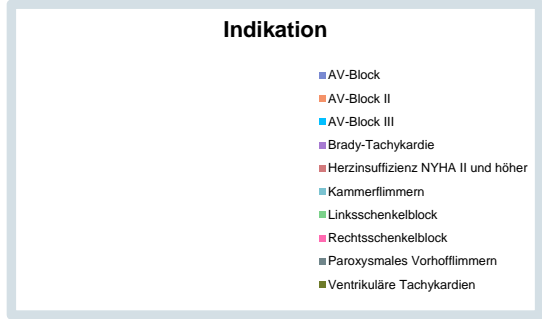 Indikation
AV-Block
AV-Block II
AV-Block III
Brady-Tachykardie
Herzinsuffizienz NYHA II und höher
Kammerflimmern
Linksschenkelblock
Rechtsschenkelblock
Paroxysmales Vorhofflimmern
Ventrikuläre Tachykardien